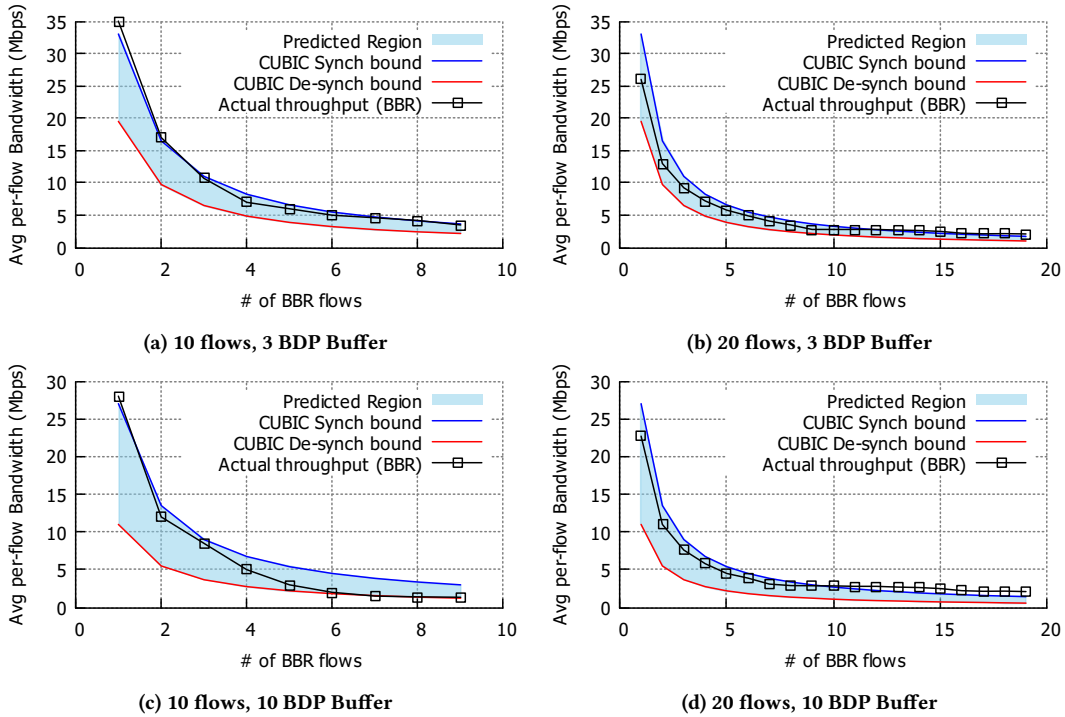 Avg per-flow Bandwidth (Mbps)
35
30
25
20
15
10
5
0
Predicted Region
CUBIC Synch bound
CUBIC De-synch bound
Actual throughput (BBR)
0 2 4 6 8 10
# of BBR flows
(a) 10 flows, 3 BDP Buffer
Avg per-flow Bandwidth (Mbps)
35
30
25
20
15
10
5
0
Predicted Region
CUBIC Synch bound
CUBIC De-synch bound
Actual throughput (BBR)
0 5 10 15 20
# of BBR flows
(b) 20 flows, 3 BDP Buffer
Avg per-flow Bandwidth (Mbps)
30
25
20
15
10
5
0
Predicted Region
CUBIC Synch bound
CUBIC De-synch bound
Actual throughput (BBR)
0 2 4 6 8 10
# of BBR flows
(c) 10 flows, 10 BDP Buffer
Avg per-flow Bandwidth (Mbps)
30
25
20
15
10
5
0
Predicted Region
CUBIC Synch bound
CUBIC De-synch bound
Actual throughput (BBR)
0 5 10 15 20
# of BBR flows
(d) 20 flows, 10 BDP Buffer